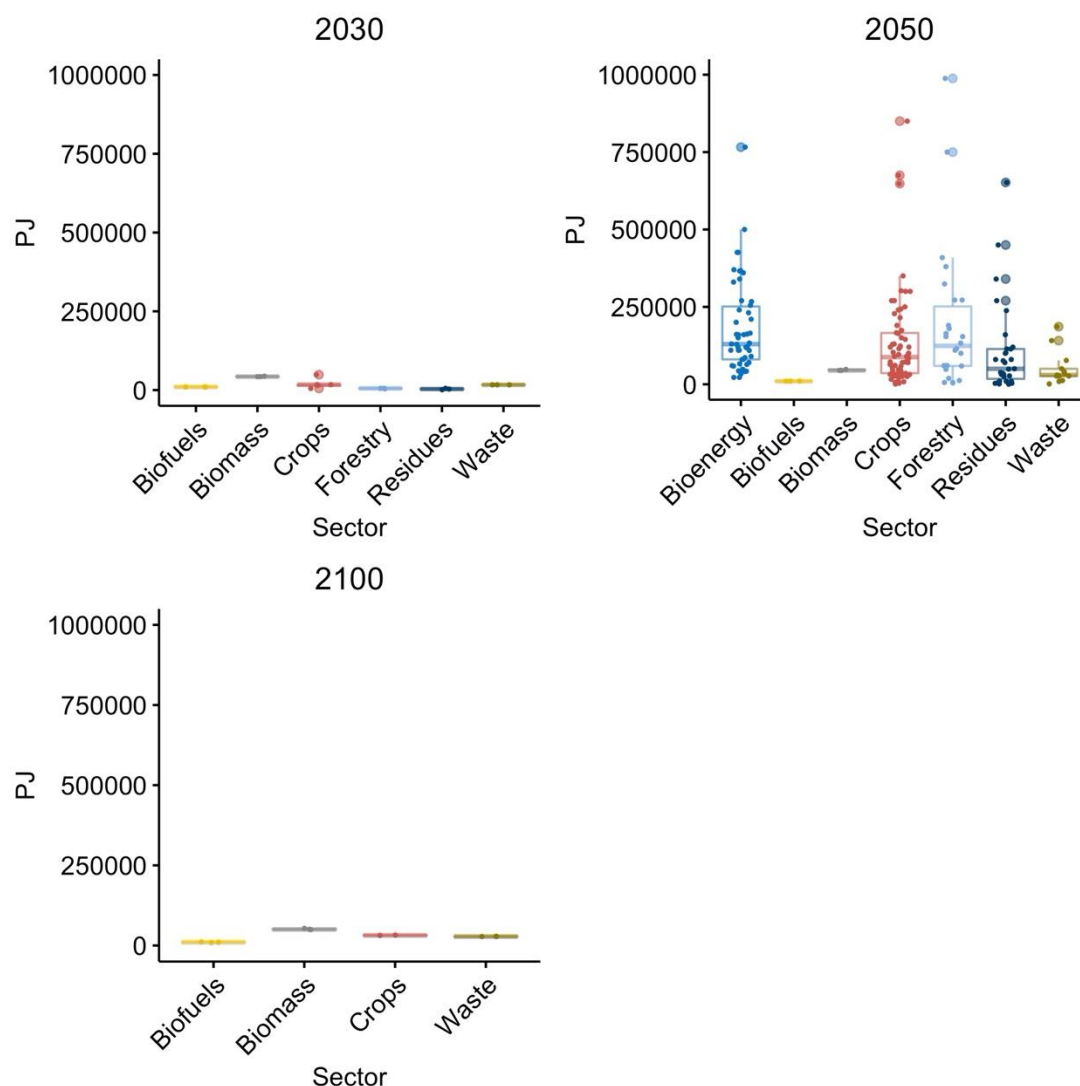 2030
1000000
750000
500000
250000
0
PJ
Biofuels
Biomass
Crops
Forestry
Residues
Waste
Sector
2050
1000000
750000
500000
250000
0
PJ
Bioenergy
Biofuels
Biomass
Crops
Forestry
Residues
Waste
Sector
2100
1000000
750000
500000
250000
0
PJ
Biofuels
Biomass
Crops
Waste
Sector